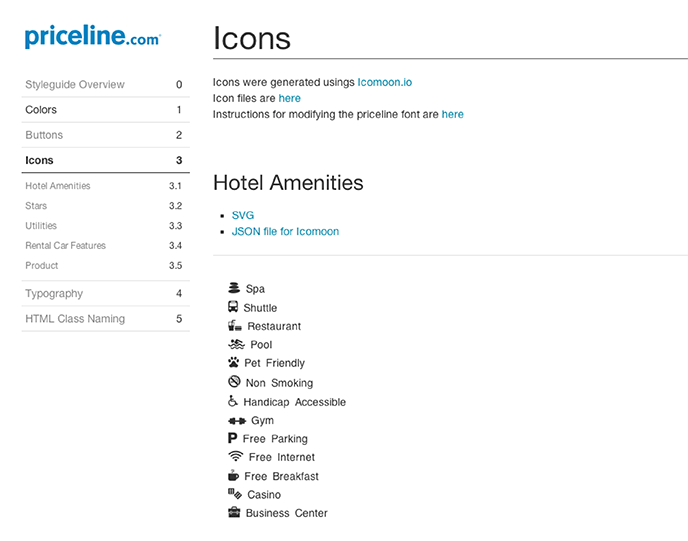 priceline.com
Styleguide Overview 0
Colors 1
Buttons 2
Icons 3
Hotel Amenities 3.1
Stars 3.2
Utilities 3.3
Rental Car Features 3.4
Product 3.5
Typography 4
HTML Class Naming 5
Icons
Icons were generated usings Icomoon.io
Icon files are here
Instructions for modifying the priceline font are here
Hotel Amenities
SVG
JSON file for Icomoon
Spa
Shuttle
Restaurant
Pool
Pet Friendly
Non Smoking
Handicap Accessible
Gym
P Free Parking
Free Internet
Free Breakfast
Casino
Business Center